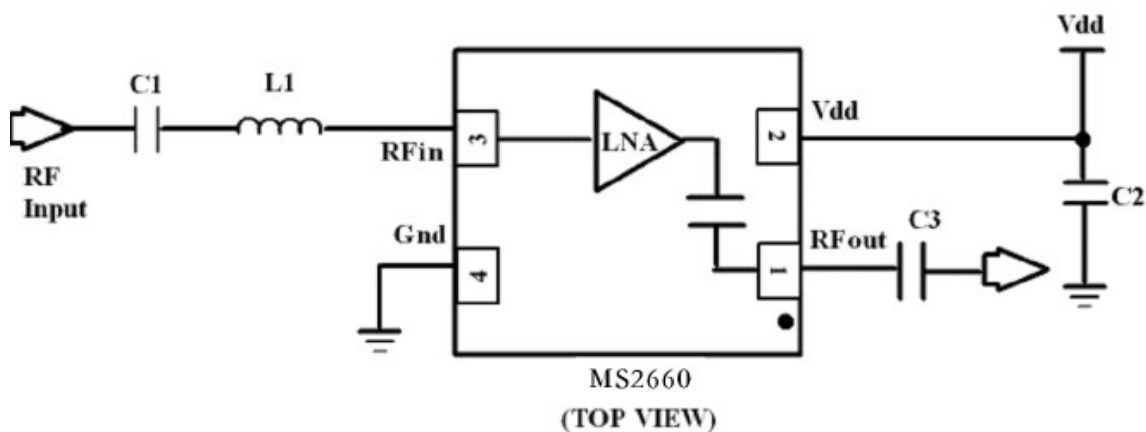 Vdd
C1
L1
RF
Input
RFin
3
LNA
2
Vdd
C2
Gnd
4
RFout
1
C3
MS2660
(TOP VIEW)